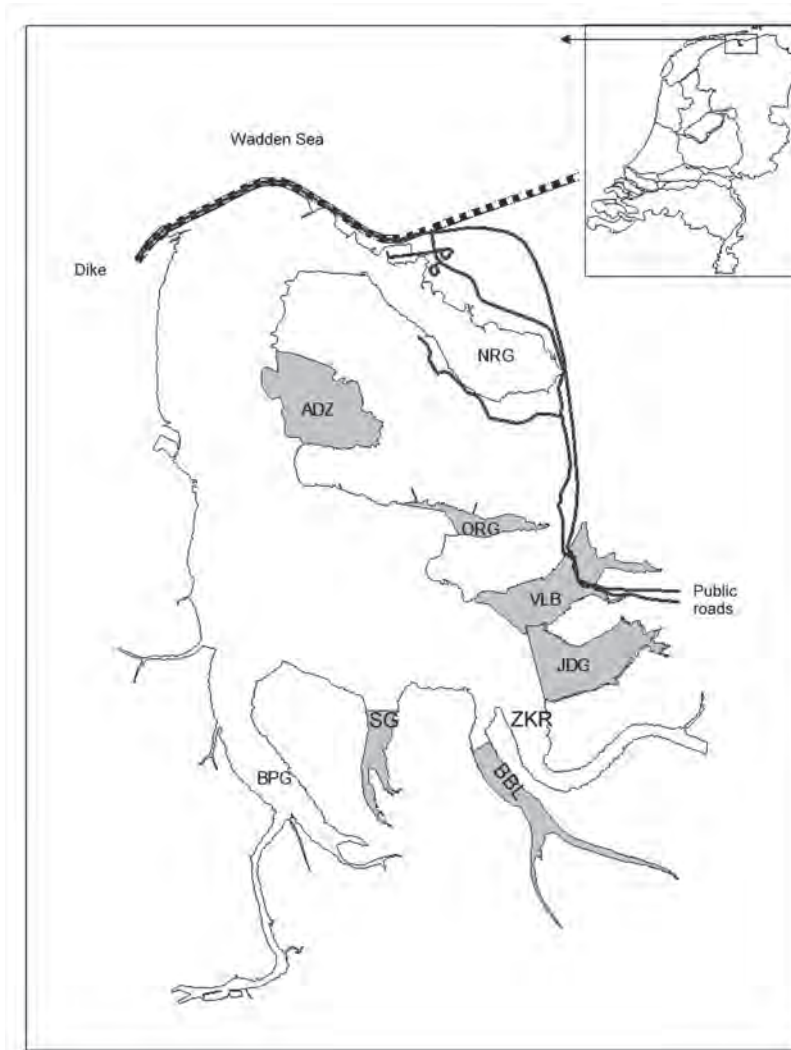 Wadden Sea
Dike
NRG
ADZ
ORG
VLB
Public
roads
JDG
SG
ZKR
BPG
BBL